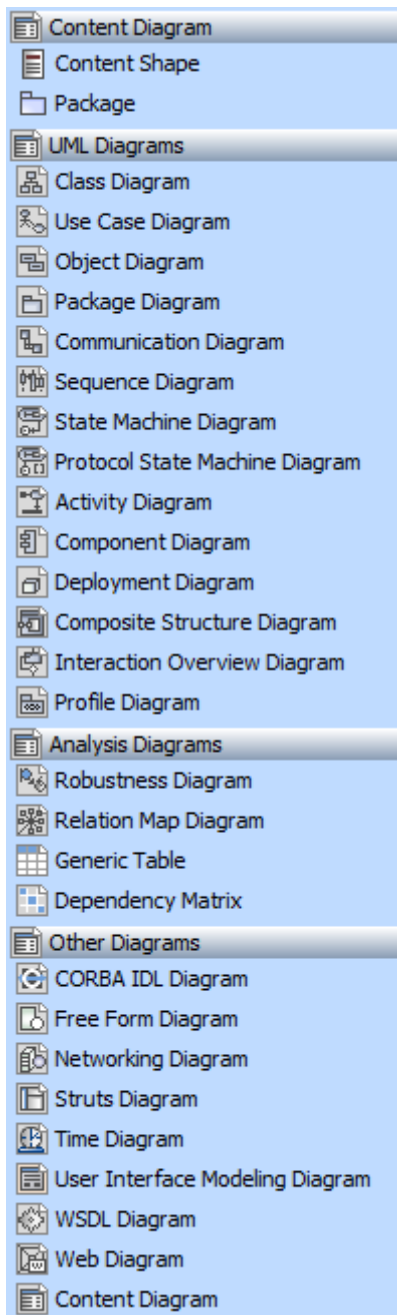 Content Diagram
Content Shape
Package
UML Diagrams
Class Diagram
Use Case Diagram
Object Diagram
Package Diagram
Communication Diagram
Sequence Diagram
State Machine Diagram
Protocol State Machine Diagram
Activity Diagram
Component Diagram
Deployment Diagram
Composite Structure Diagram
Interaction Overview Diagram
Profile Diagram
Analysis Diagrams
Robustness Diagram
Relation Map Diagram
Generic Table
Dependency Matrix
Other Diagrams
CORBA IDL Diagram
Free Form Diagram
Networking Diagram
Struts Diagram
Time Diagram
User Interface Modeling Diagram
WSDL Diagram
Web Diagram
Content Diagram